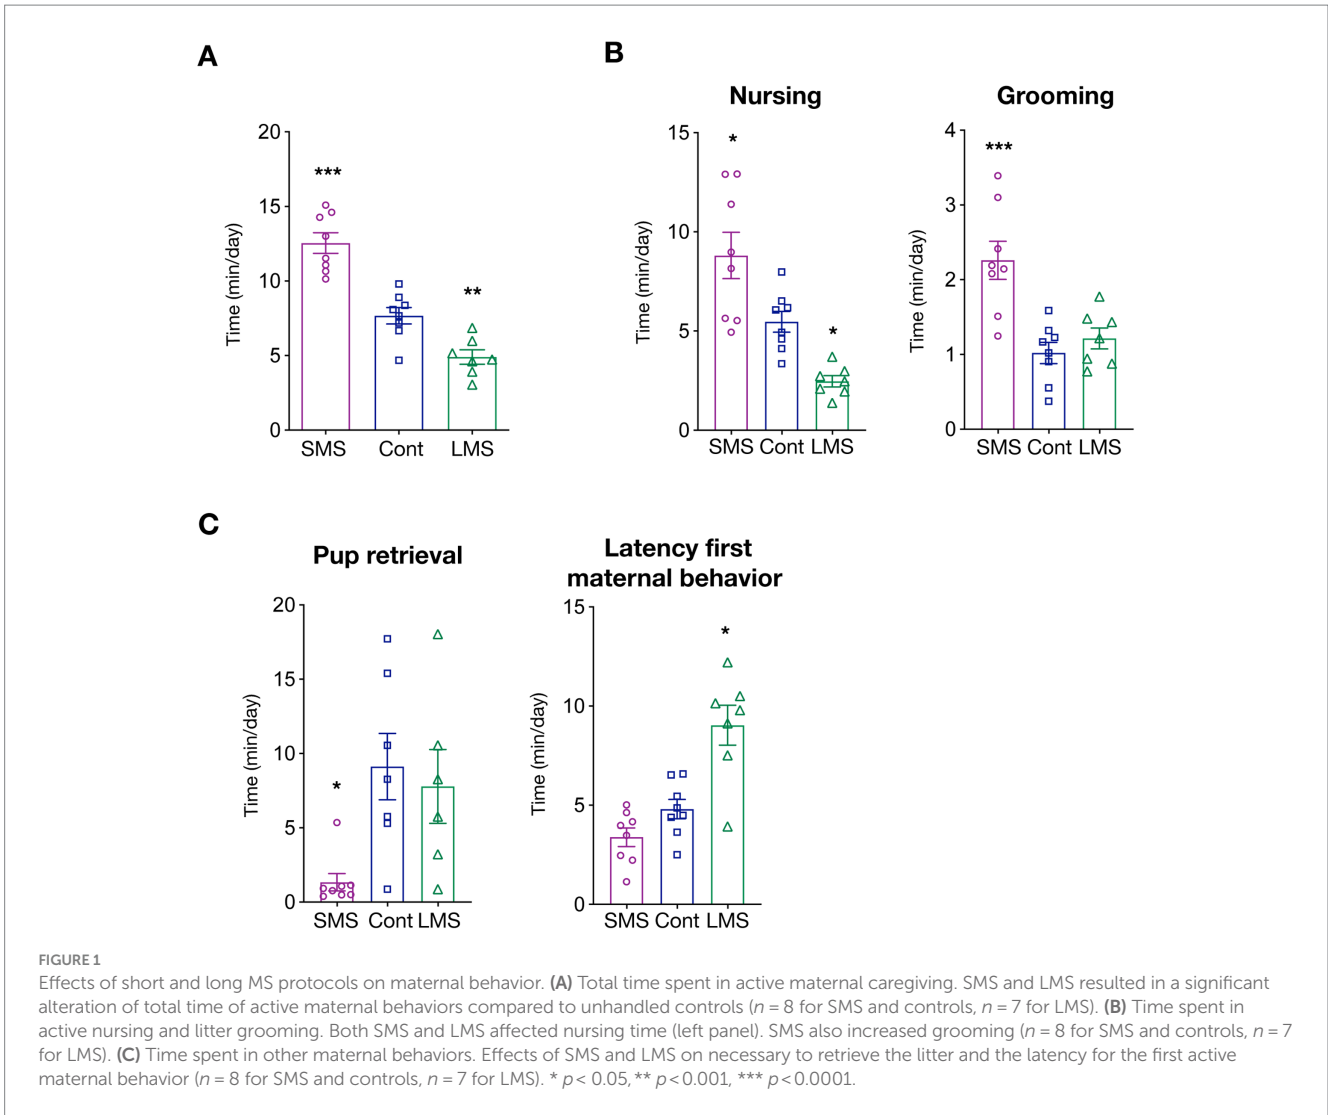 A
Time (min/day)
20
15
10
5
0
***
**
SMS Cont LMS
B
Nursing
Time (min/day)
15
10
5
0
*
*
SMS Cont LMS
Grooming
Time (min/day)
4
3
2
1
0
***
SMS Cont LMS
C
Pup retrieval
Time (min/day)
20
15
10
5
0
*
SMS Cont LMS
Latency first
maternal behavior
Time (min/day)
15
10
5
0
*
SMS Cont LMS
FIGURE 1
Effects of short and long MS protocols on maternal behavior. (A) Total time spent in active maternal caregiving. SMS and LMS resulted in a significant
alteration of total time of active maternal behaviors compared to unhandled controls (n = 8 for SMS and controls, n = 7 for LMS). (B) Time spent in
active nursing and litter grooming. Both SMS and LMS affected nursing time (left panel). SMS also increased grooming (n = 8 for SMS and controls, n = 7
for LMS). (C) Time spent in other maternal behaviors. Effects of SMS and LMS on necessary to retrieve the litter and the latency for the first active
maternal behavior (n = 8 for SMS and controls, n = 7 for LMS). * p < 0.05, ** p < 0.001, *** p < 0.0001.